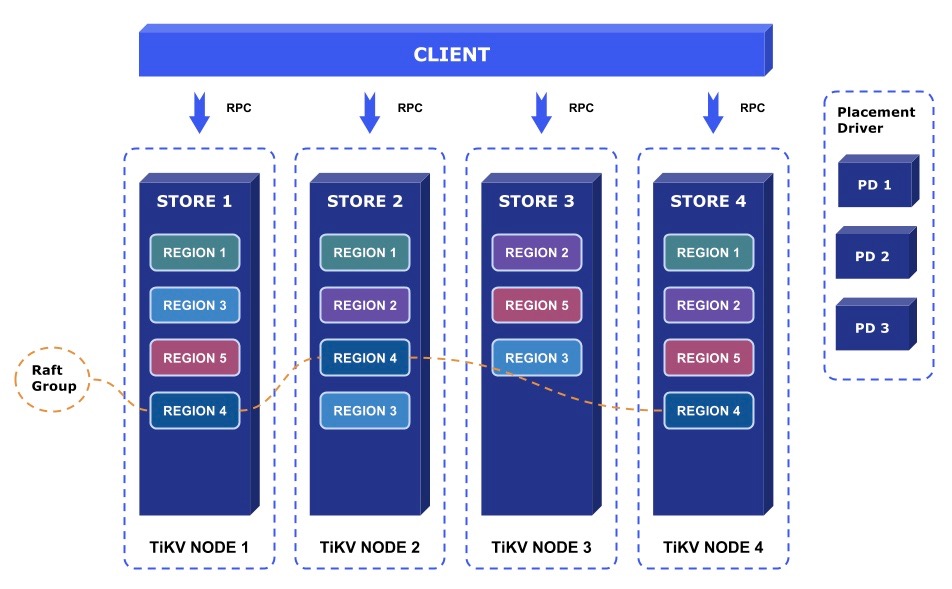 CLIENT
RPC
RPC
RPC
RPC
Placement
Driver
PD 1
PD 2
PD 3
STORE 1
REGION 1
REGION 3
REGION 5
REGION 4
TiKV NODE 1
STORE 2
REGION 1
REGION 2
REGION 4
REGION 3
TiKV NODE 2
STORE 3
REGION 2
REGION 5
REGION 3
TiKV NODE 3
STORE 4
REGION 1
REGION 2
REGION 5
REGION 4
TiKV NODE 4
Raft
Group